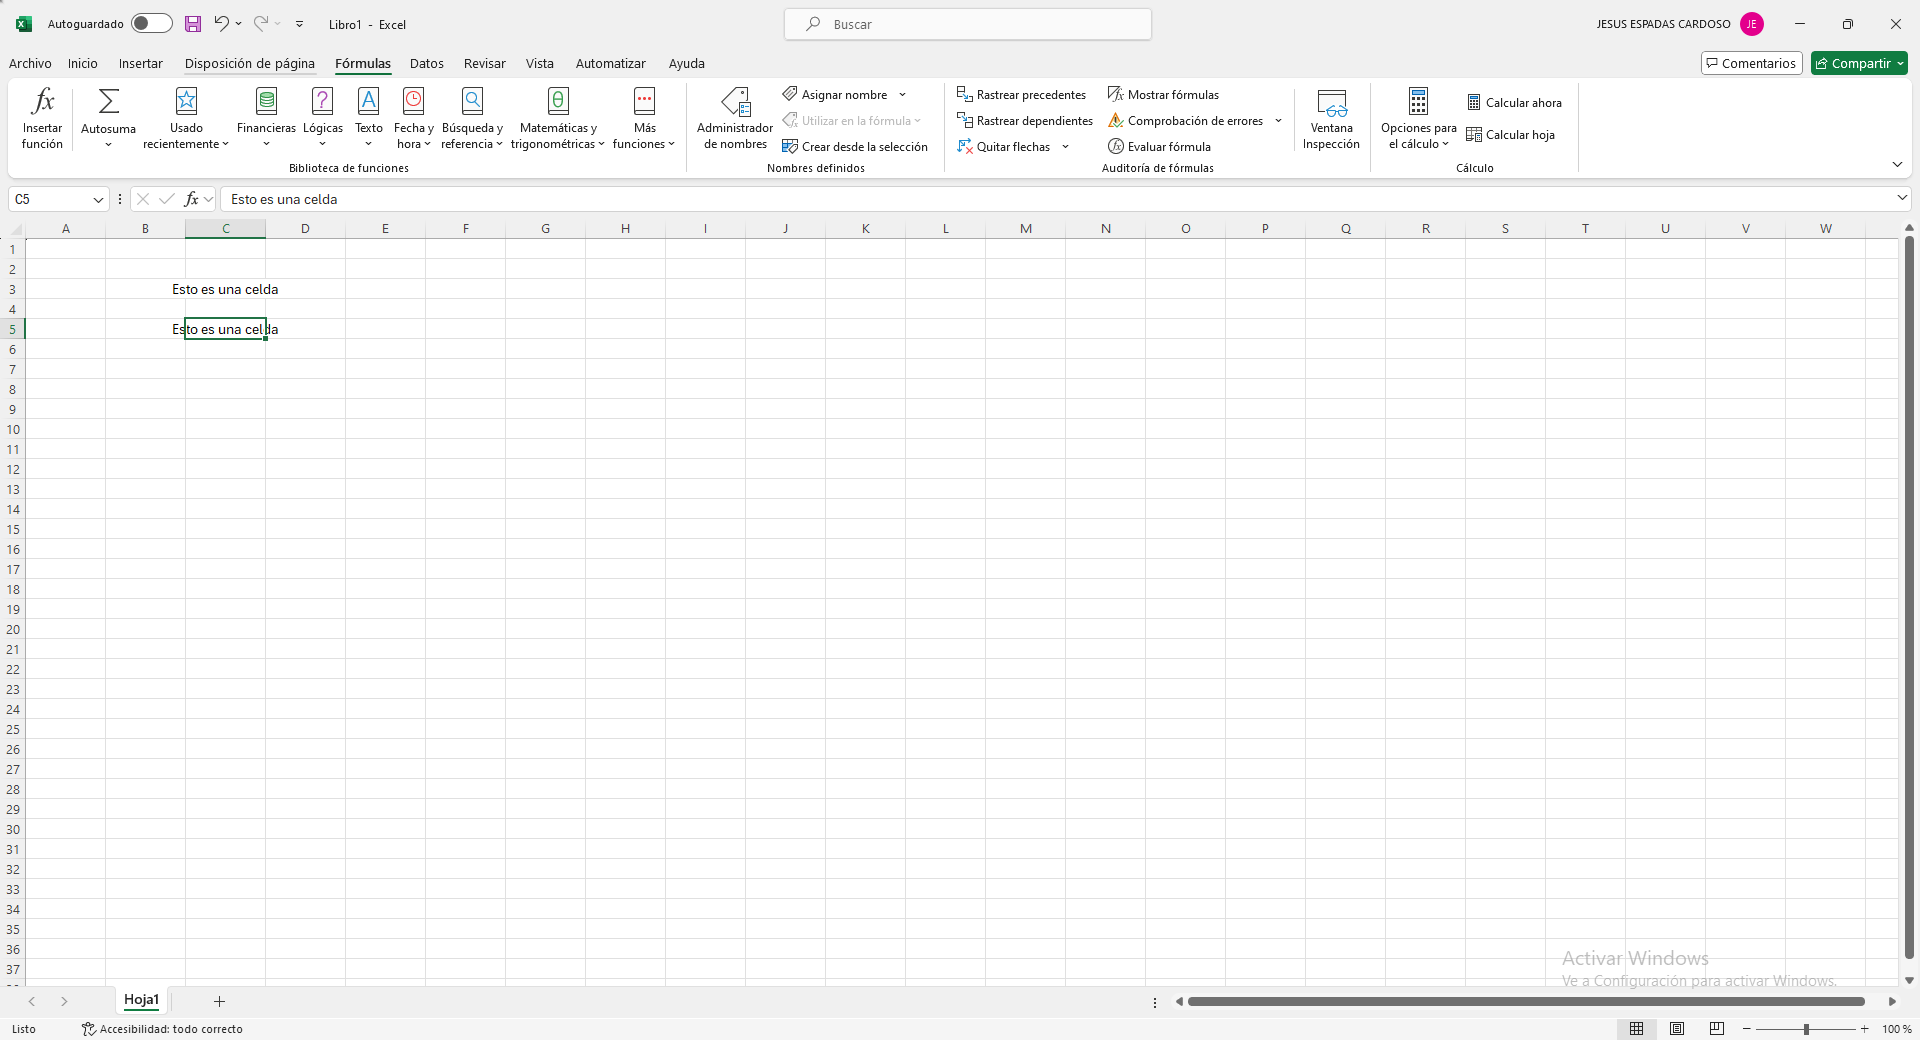 Autoguardado
Libro1 - Excel
Buscar
JESUS ESPADAS CARDOSO
JE
Archivo Inicio Insertar Disposición de página Fórmulas Datos Revisar Vista Automatizar Ayuda
Comentarios
Compartir
Insertar función
Autosuma
Usado recientemente
Financieras
Lógicas
Texto
Fecha y hora
Búsqueda y referencia
Matemáticas y trigonométricas
Más funciones
Biblioteca de funciones
Administrador de nombres
Asignar nombre
Utilizar en la fórmula
Crear desde la selección
Nombres definidos
Rastrear precedentes
Rastrear dependientes
Quitar flechas
Mostrar fórmulas
Comprobación de errores
Evaluar fórmula
Auditoría de fórmulas
Ventana Inspección
Opciones para el cálculo
Calcular ahora
Calcular hoja
Cálculo
C5
fx
Esto es una celda
A B C D E F G H I J K L M N O P Q R S T U V W
1
2
3 Esto es una celda
4
5 Esto es una celda
6
7
8
9
10
11
12
13
14
15
16
17
18
19
20
21
22
23
24
25
26
27
28
29
30
31
32
33
34
35
36
37
Activar Windows
Ve a Configuración para activar Windows.
Hoja1
Listo
Accesibilidad: todo correcto
100 %